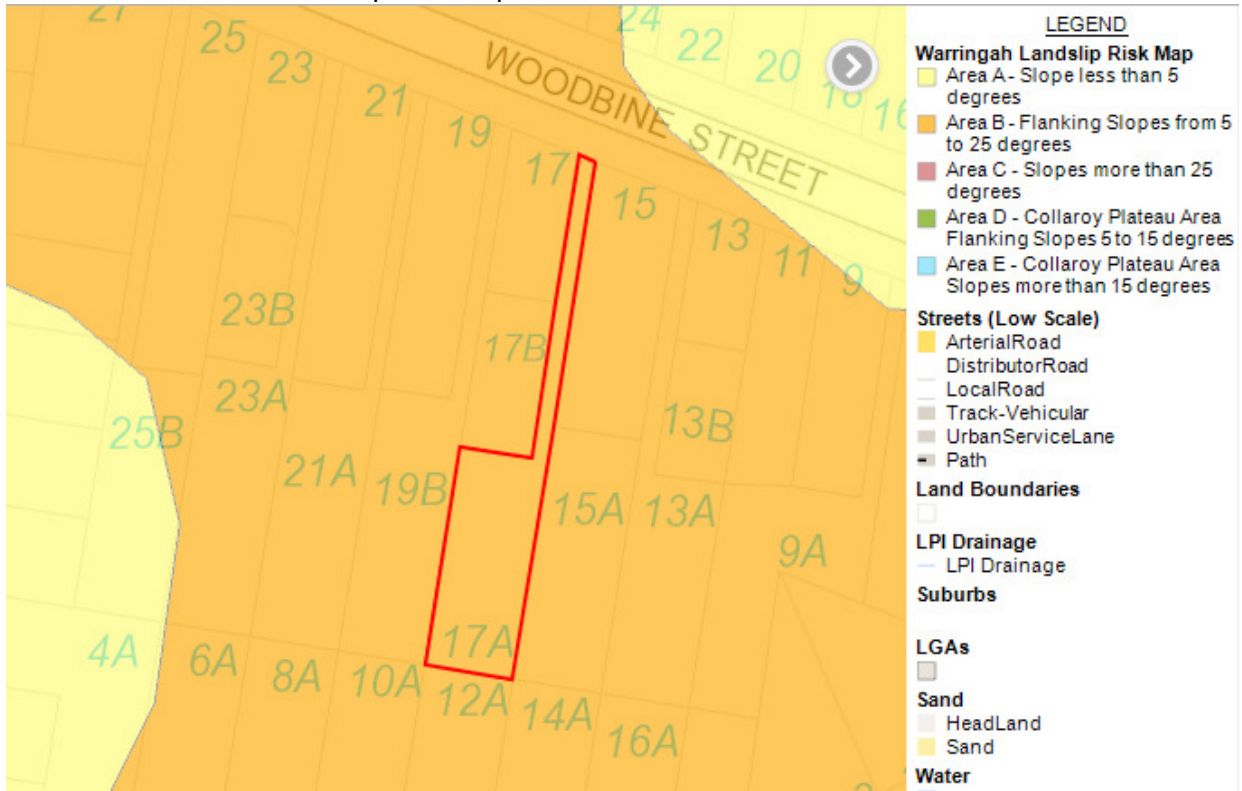 27
25
23
21
19
17
WOODBINE STREET
24
22
20
18
16
15
13
11
9
23B
17B
23A
25B
21A
19B
13B
15A
13A
9A
4A
6A
8A
10A
17A
12A
14A
16A
LEGEND
Warringah Landslip Risk Map
Area A - Slope less than 5
degrees
Area B - Flanking Slopes from 5
to 25 degrees
Area C - Slopes more than 25
degrees
Area D - Collaroy Plateau Area
Flanking Slopes 5 to 15 degrees
Area E - Collaroy Plateau Area
Slopes more than 15 degrees
Streets (Low Scale)
ArterialRoad
DistributorRoad
LocalRoad
Track-Vehicular
UrbanServiceLane
Path
Land Boundaries
LPI Drainage
LPI Drainage
Suburbs
LGAs
Sand
HeadLand
Sand
Water